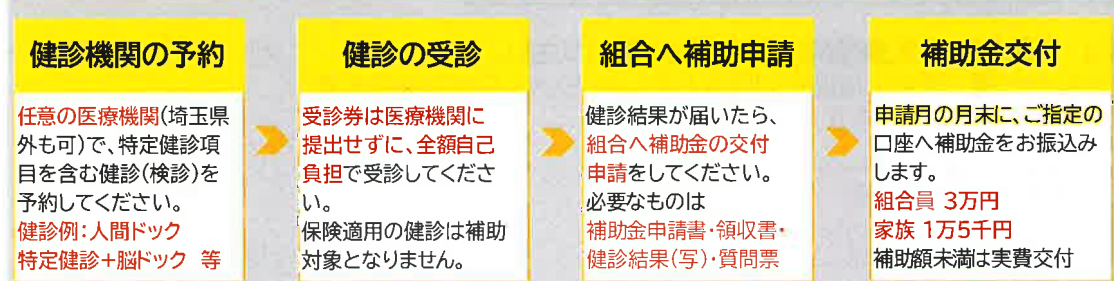 健診機関の予約
任意の医療機関(埼玉県
外も可)で、特定健診項
目を含む健診(検診)を
予約してください。
健診例：人間ドック
特定健診＋脳ドック 等
健診の受診
受診券は医療機関に
提出せずに、全額自己
負担で受診してくださ
い。
保険適用の健診は補助
対象となりません。
組合へ補助申請
健診結果が届いたら、
組合へ補助金の交付
申請をしてください。
必要なものは
補助金申請書・領収書・
健診結果(写)・質問票
補助金交付
申請月の月末に、ご指定の
口座へ補助金をお振込み
します。
組合員 3万円
家族 1万5千円
補助額未満は実費交付